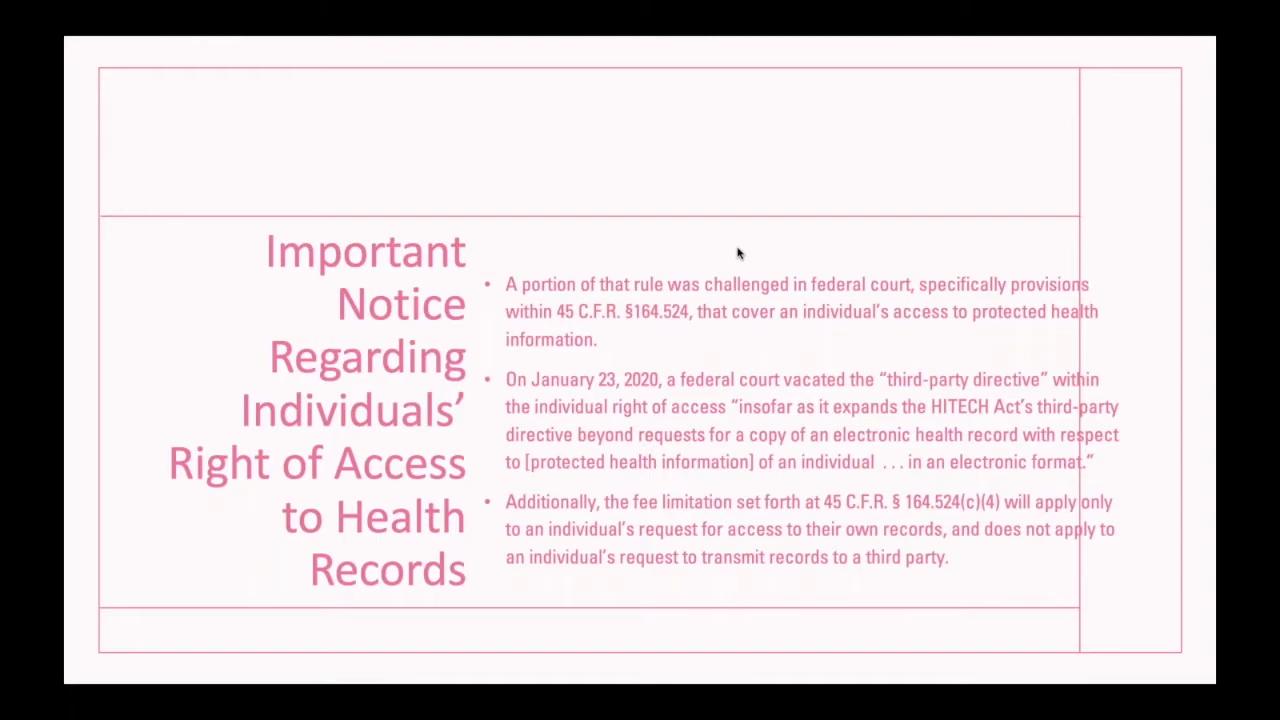 Important
Notice
Regarding
Individuals’
Right of Access
to Health
Records
• A portion of that rule was challenged in federal court, specifically provisions
within 45 C.F.R. §164.524, that cover an individual’s access to protected health
information.
• On January 23, 2020, a federal court vacated the “third-party directive” within
the individual right of access “insofar as it expands the HITECH Act’s third-party
directive beyond requests for a copy of an electronic health record with respect
to [protected health information] of an individual . . . in an electronic format.”
• Additionally, the fee limitation set forth at 45 C.F.R. § 164.524(c)(4) will apply only
to an individual’s request for access to their own records, and does not apply to
an individual’s request to transmit records to a third party.